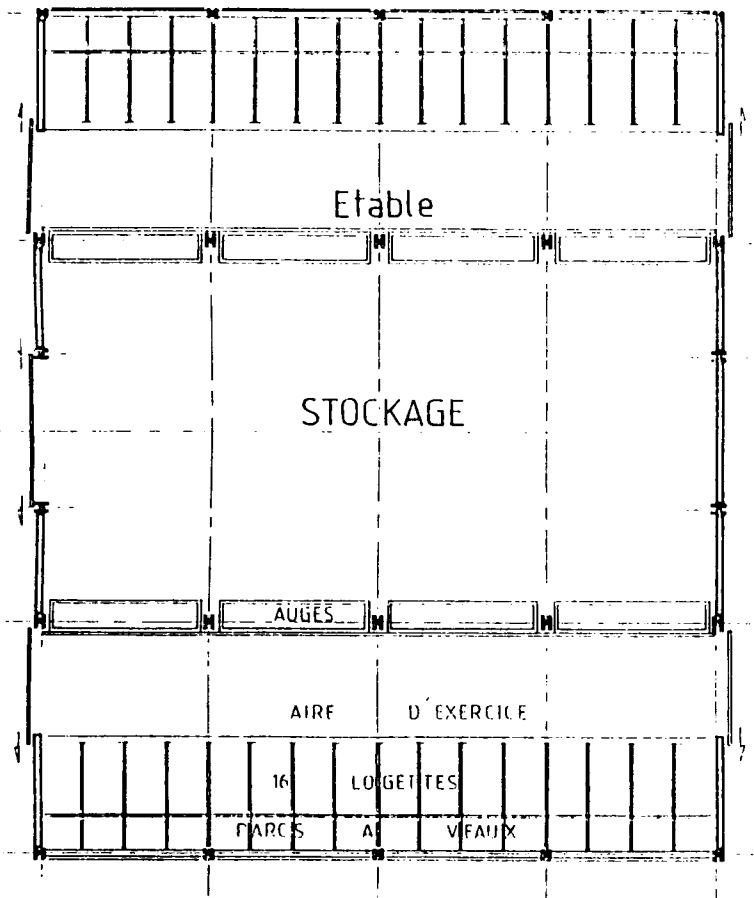 Etable
STOCKAGE
AUGES
AIRE D'EXERCICE
16 LOGETTES
PARCS A VEAUX